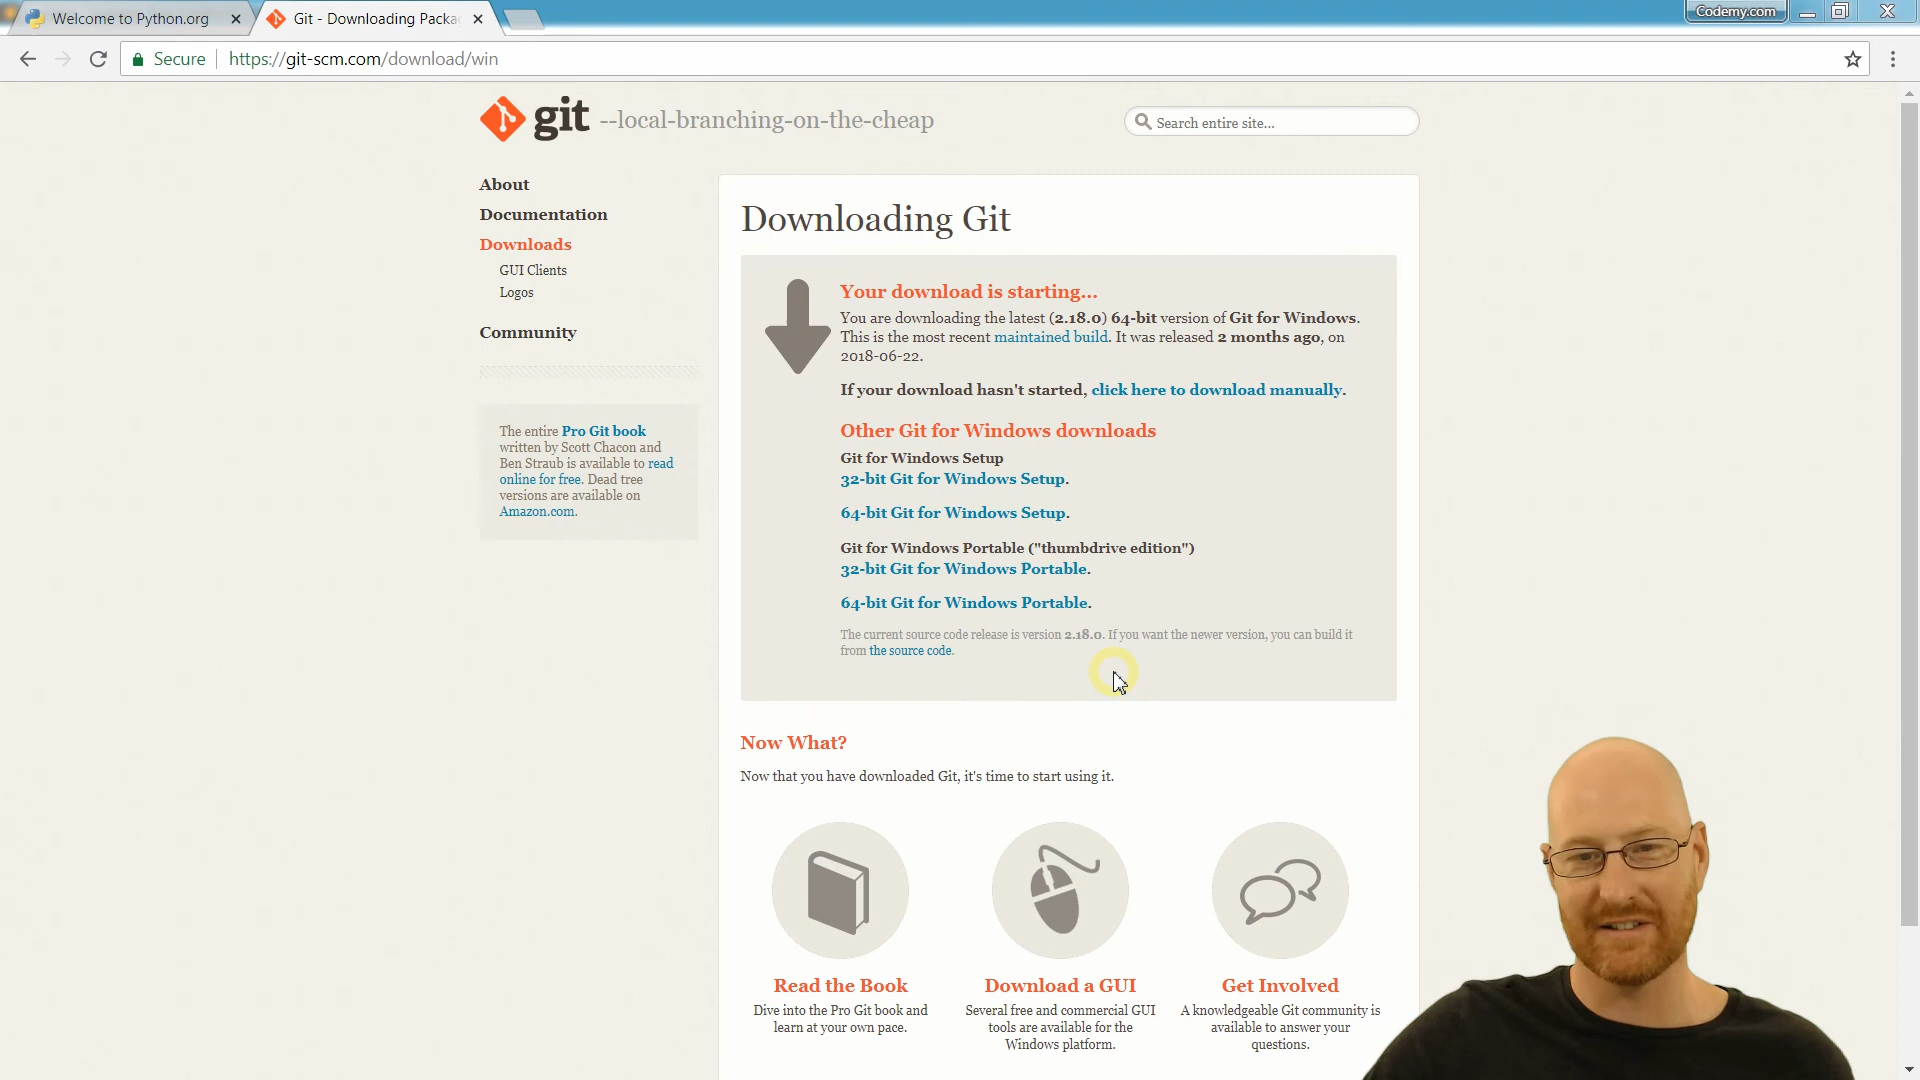 Welcome to Python.org
Git - Downloading Packa
Codemy.com
Secure
https://git-scm.com/download/win
git --local-branching-on-the-cheap
Search entire site...
About
Documentation
Downloads
GUI Clients
Logos
Community
The entire Pro Git book
written by Scott Chacon and
Ben Straub is available to read
online for free. Dead tree
versions are available on
Amazon.com.
Downloading Git
Your download is starting...
You are downloading the latest (2.18.0) 64-bit version of Git for Windows.
This is the most recent maintained build. It was released 2 months ago, on
2018-06-22.
If your download hasn't started, click here to download manually.
Other Git for Windows downloads
Git for Windows Setup
32-bit Git for Windows Setup.
64-bit Git for Windows Setup.
Git for Windows Portable ("thumbdrive edition")
32-bit Git for Windows Portable.
64-bit Git for Windows Portable.
The current source code release is version 2.18.0. If you want the newer version, you can build it
from the source code.
Now What?
Now that you have downloaded Git, it's time to start using it.
Read the Book
Dive into the Pro Git book and
learn at your own pace.
Download a GUI
Several free and commercial GUI
tools are available for the
Windows platform.
Get Involved
A knowledgeable Git community is
available to answer your
questions.